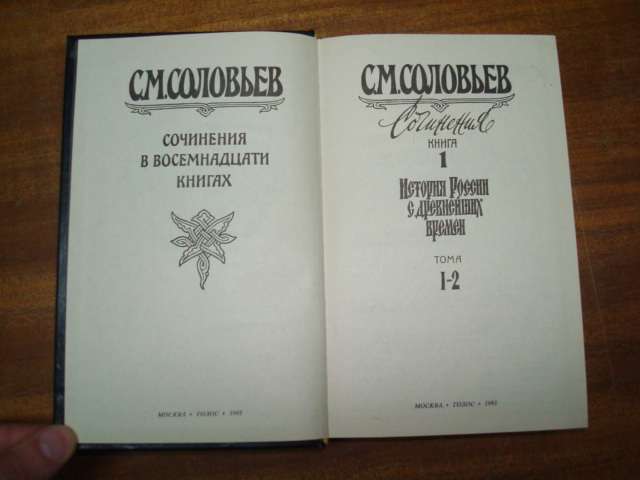 С.М.СОЛОВЬЕВ
СОЧИНЕНИЯ
В ВОСЕМНАДЦАТИ
КНИГАХ
МОСКВА • ГОЛОС • 1993
С.М.СОЛОВЬЕВ
Сочинения
КНИГА
1
История России
с древнейших
времен
ТОМА
1-2
МОСКВА • ГОЛОС • 1993